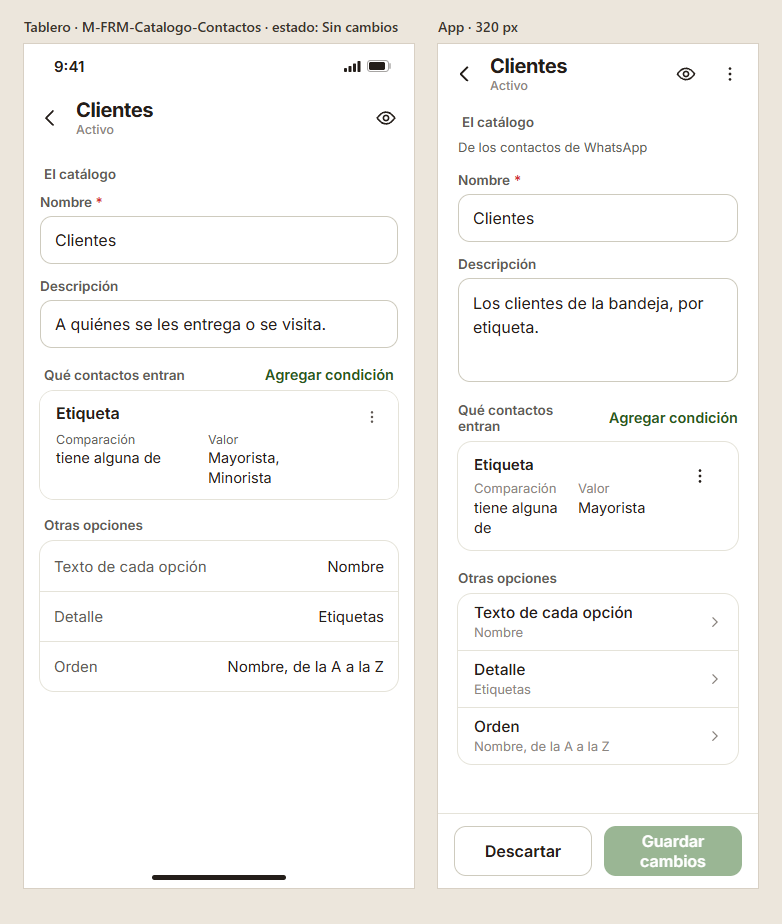 Tablero · M-FRM-Catalogo-Contactos · estado: Sin cambios
9:41
Clientes
Activo
El catálogo
Nombre *
Clientes
Descripción
A quiénes se les entrega o se visita.
Qué contactos entran
Agregar condición
Etiqueta
Comparación
Valor
tiene alguna de
Mayorista,
Minorista
Otras opciones
Texto de cada opción
Nombre
Detalle
Etiquetas
Orden
Nombre, de la A a la Z
App · 320 px
Clientes
Activo
El catálogo
De los contactos de WhatsApp
Nombre *
Clientes
Descripción
Los clientes de la bandeja, por
etiqueta.
Qué contactos
entran
Agregar condición
Etiqueta
Comparación
Valor
tiene alguna
de
Mayorista
Otras opciones
Texto de cada opción
Nombre
Detalle
Etiquetas
Orden
Nombre, de la A a la Z
Descartar
Guardar
cambios